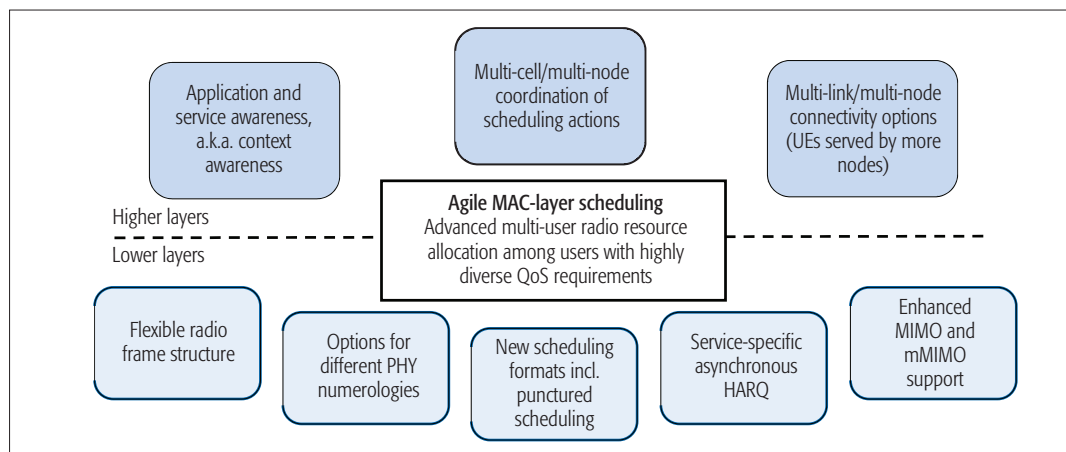 Application and
service awareness,
a.k.a. context
awareness
Multi-cell/multi-node
coordination of
scheduling actions
Multi-link/multi-node
connectivity options
(UEs served by more
nodes)
Higher layers
Lower layers
Agile MAC-layer scheduling
Advanced multi-user radio resource
allocation among users with highly
diverse QoS requirements
Flexible radio
frame structure
Options for
different PHY
numerologies
New scheduling
formats incl.
punctured
scheduling
Service-specific
asynchronous
HARQ
Enhanced
MIMO and
mMIMO
support